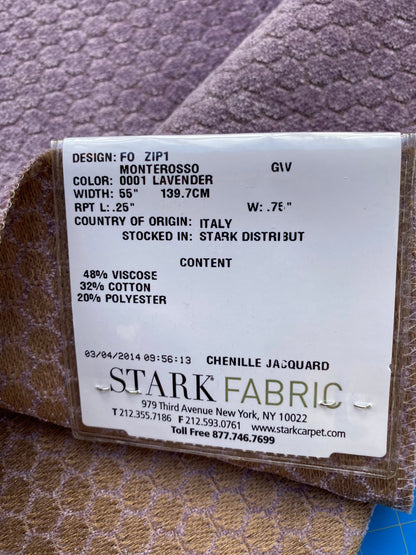 DESIGN: FO ZIP1
MONTEROSSO GW
COLOR: 0001 LAVENDER
WIDTH: 55" 139.7CM
RPT L: .25" W: .75"
COUNTRY OF ORIGIN: ITALY
STOCKED IN: STARK DISTRIBUT
CONTENT
48% VISCOSE
32% COTTON
20% POLYESTER
03/04/2014 09:56:13 CHENILLE JACQUARD
STARK FABRIC
979 Third Avenue New York, NY 10022
T 212.355.7186 F 212.593.0761 www.starkcarpet.com
Toll Free 877.746.7699